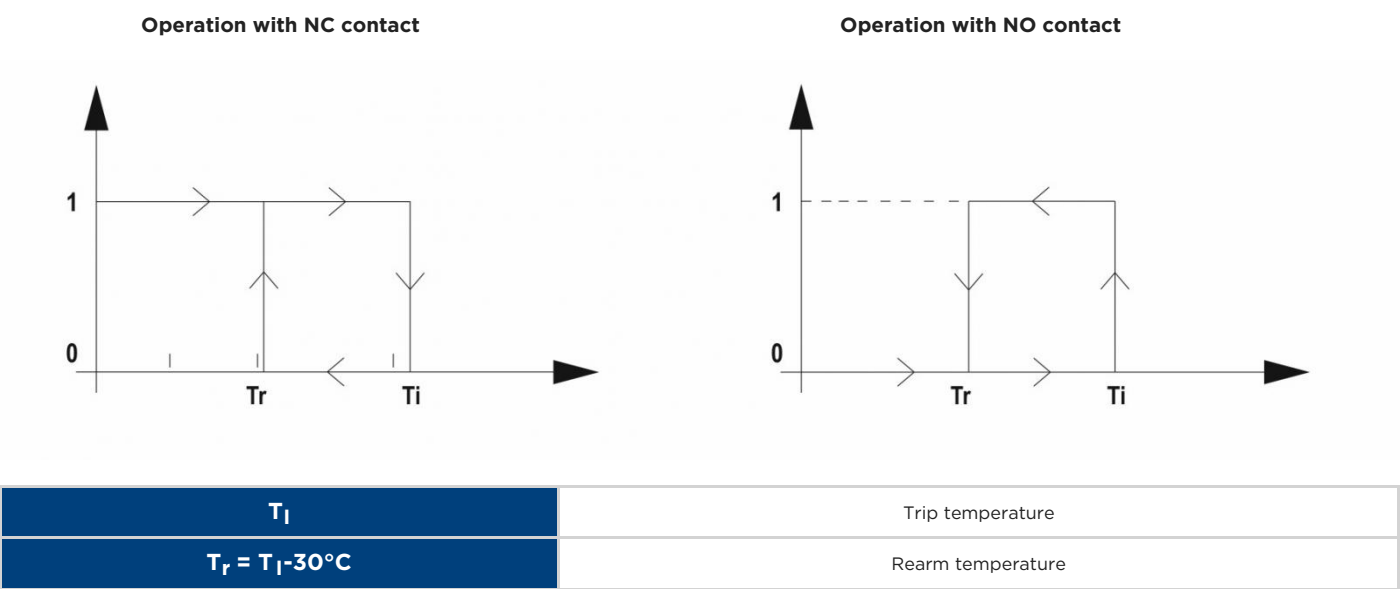 Operation with NC contact
Operation with NO contact
1
0
Tr
Ti
1
0
Tr
Ti
TI Trip temperature
Tr = TI-30°C Rearm temperature